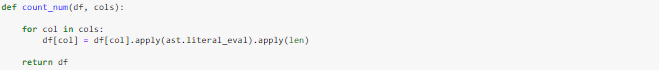 def count_num(df, cols):
    for col in cols:
        df[col] = df[col].apply(ast.literal_eval).apply(len)
    return df